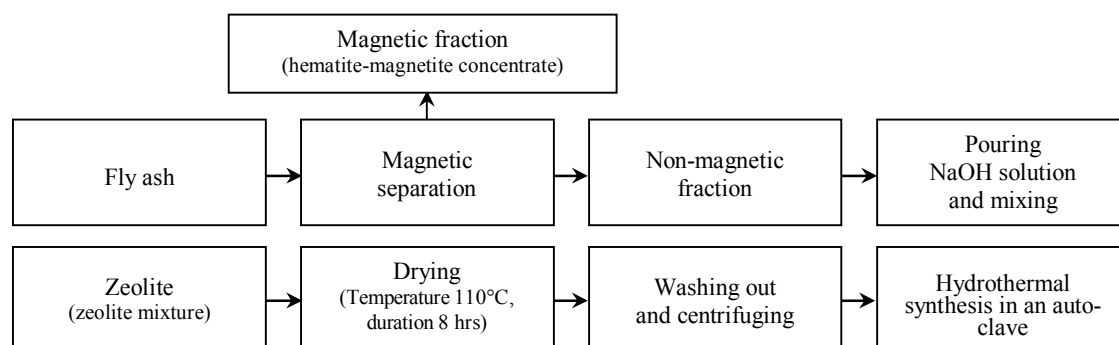 Magnetic fraction
(hematite-magnetite concentrate)
Fly ash
Magnetic
separation
Non-magnetic
fraction
Pouring
NaOH solution
and mixing
Zeolite
(zeolite mixture)
Drying
(Temperature 110°C,
duration 8 hrs)
Washing out
and centrifuging
Hydrothermal
synthesis in an auto-
clave